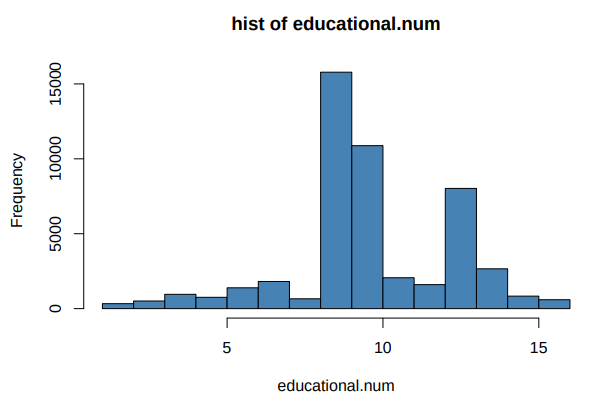 hist of educational.num
Frequency
15000
10000
5000
0
5 10 15
educational.num